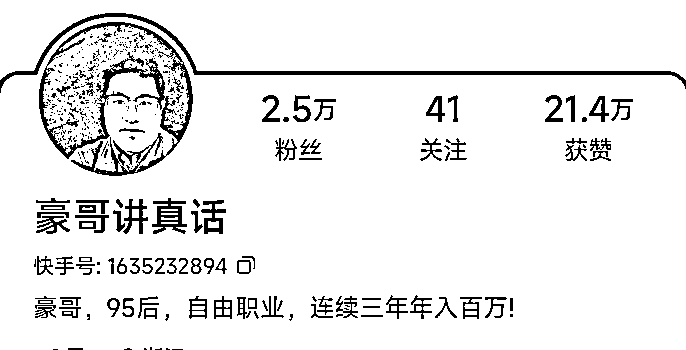 2.5万 41 21.4万
粉丝 关注 获赞
豪哥讲真话
快手号: 1635232894
豪哥，95后，自由职业，连续三年年入百万!